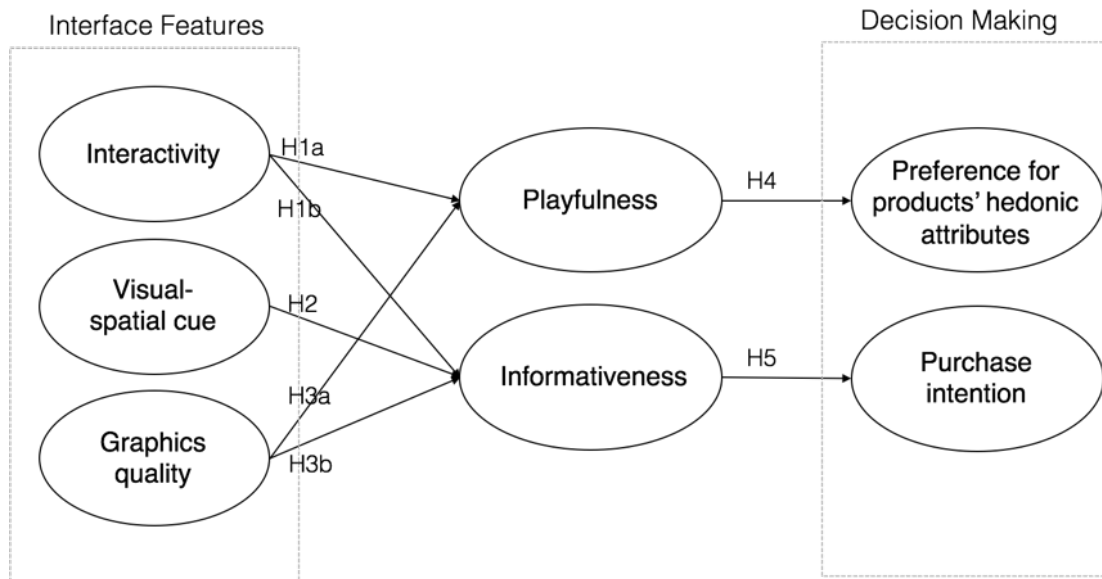 Interface Features
Decision Making
Interactivity
H1a
H1b
Visual-
spatial cue
H2
Graphics
quality
H3a
H3b
Playfulness
H4
Informativeness
H5
Preference for
products' hedonic
attributes
Purchase
intention